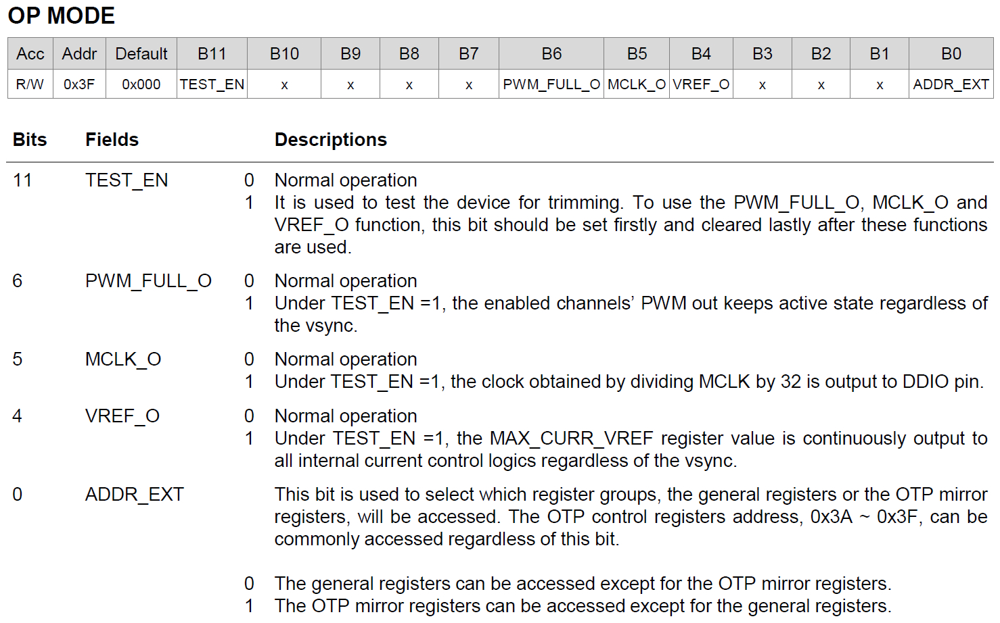 OP MODE
Acc Addr Default B11 B10 B9 B8 B7 B6 B5 B4 B3 B2 B1 B0
R/W 0x3F 0x000 TEST_EN x x x x PWM_FULL_O MCLK_O VREF_O x x x ADDR_EXT
Bits Fields Descriptions
11 TEST_EN 0 Normal operation
1 It is used to test the device for trimming. To use the PWM_FULL_O, MCLK_O and
VREF_O function, this bit should be set firstly and cleared lastly after these functions
are used.
6 PWM_FULL_O 0 Normal operation
1 Under TEST_EN =1, the enabled channels’ PWM out keeps active state regardless of
the vsync.
5 MCLK_O 0 Normal operation
1 Under TEST_EN =1, the clock obtained by dividing MCLK by 32 is output to DDIO pin.
4 VREF_O 0 Normal operation
1 Under TEST_EN =1, the MAX_CURR_VREF register value is continuously output to
all internal current control logics regardless of the vsync.
0 ADDR_EXT This bit is used to select which register groups, the general registers or the OTP mirror
registers, will be accessed. The OTP control registers address, 0x3A ~ 0x3F, can be
commonly accessed regardless of this bit.
0 The general registers can be accessed except for the OTP mirror registers.
1 The OTP mirror registers can be accessed except for the general registers.